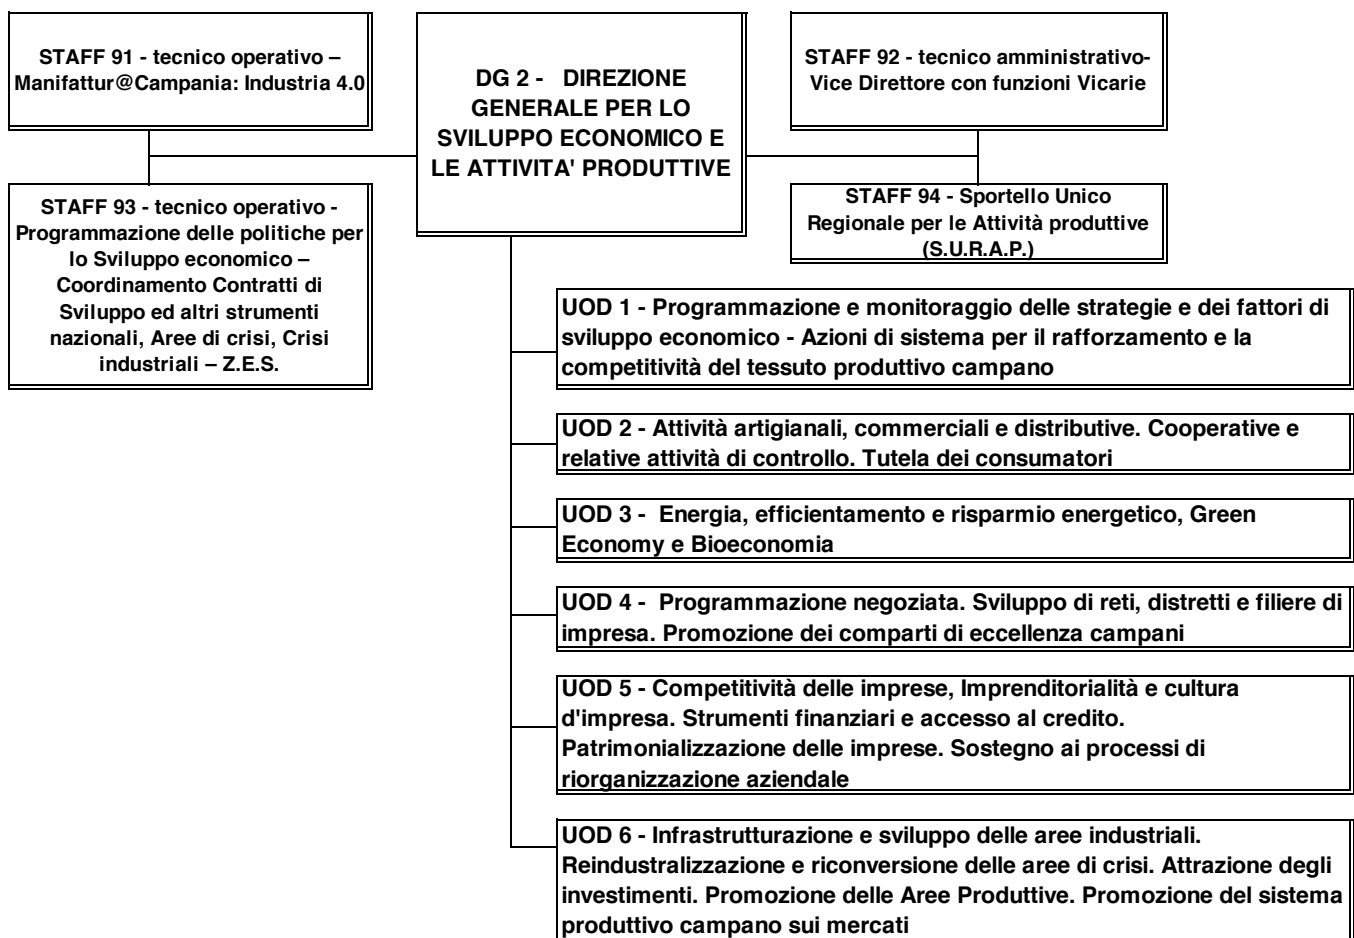 STAFF 91 - tecnico operativo –
Manifattur@Campania: Industria 4.0
DG 2 -   DIREZIONE
GENERALE PER LO
SVILUPPO ECONOMICO E
LE ATTIVITA' PRODUTTIVE
STAFF 92 - tecnico amministrativo-
Vice Direttore con funzioni Vicarie
STAFF 93 - tecnico operativo -
Programmazione delle politiche per
lo Sviluppo economico –
Coordinamento Contratti di
Sviluppo ed altri strumenti
nazionali, Aree di crisi, Crisi
industriali – Z.E.S.
STAFF 94 - Sportello Unico
Regionale per le Attività produttive
(S.U.R.A.P.)
UOD 1 - Programmazione e monitoraggio delle strategie e dei fattori di
sviluppo economico - Azioni di sistema per il rafforzamento e la
competitività del tessuto produttivo campano
UOD 2 - Attività artigianali, commerciali e distributive. Cooperative e
relative attività di controllo. Tutela dei consumatori
UOD 3 -  Energia, efficientamento e risparmio energetico, Green
Economy e Bioeconomia
UOD 4 -  Programmazione negoziata. Sviluppo di reti, distretti e filiere di
impresa. Promozione dei comparti di eccellenza campani
UOD 5 - Competitività delle imprese, Imprenditorialità e cultura
d'impresa. Strumenti finanziari e accesso al credito.
Patrimonializzazione delle imprese. Sostegno ai processi di
riorganizzazione aziendale
UOD 6 - Infrastrutturazione e sviluppo delle aree industriali.
Reindustralizzazione e riconversione delle aree di crisi. Attrazione degli
investimenti. Promozione delle Aree Produttive. Promozione del sistema
produttivo campano sui mercati